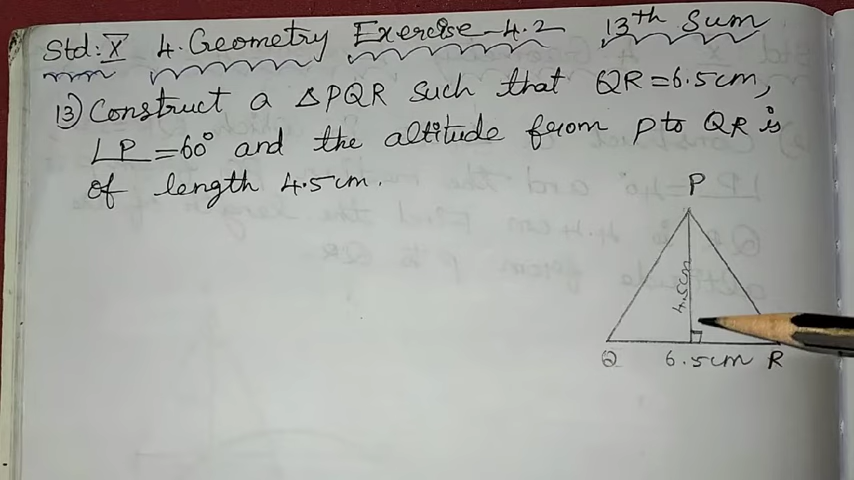 Std: X 4. Geometry Exercise-4.2 13th Sum
13) Construct a △PQR such that QR=6.5cm,
∠P=60° and the altitude from P to QR is
of length 4.5cm.
P
4.5cm
Q 6.5cm R